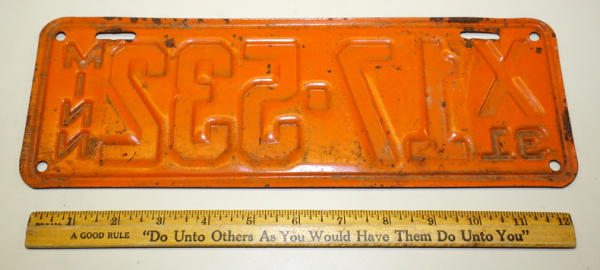 X 17-532
31
MINN
1 2 3 4 5 6 7 8 9 10 11 12
A GOOD RULE "Do Unto Others As You Would Have Them Do Unto You"